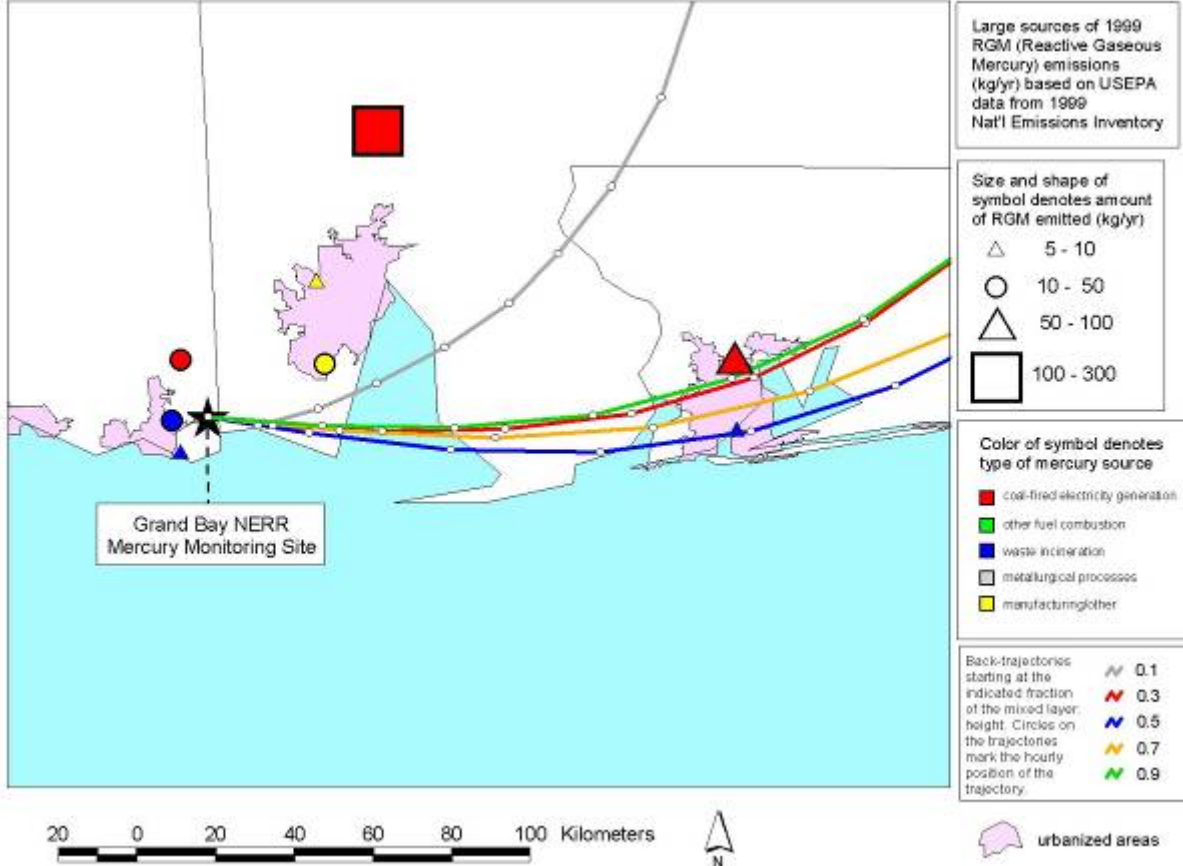 Large sources of 1999
RGM (Reactive Gaseous
Mercury) emissions
(kg/yr) based on USEPA
data from 1999
Nat'l Emissions Inventory
Size and shape of
symbol denotes amount
of RGM emitted (kg/yr)
5 - 10
10 - 50
50 - 100
100 - 300
Color of symbol denotes
type of mercury source
coal-fired electricity generation
other fuel combustion
waste incineration
metallurgical processes
manufacturing/other
Back-trajectories
starting at the
indicated fraction
of the mixed layer
height. Circles on
the trajectories
mark the hourly
position of the
trajectory.
0.1
0.3
0.5
0.7
0.9
urbanized areas
Grand Bay NERR
Mercury Monitoring Site
20 0 20 40 60 80 100 Kilometers
N